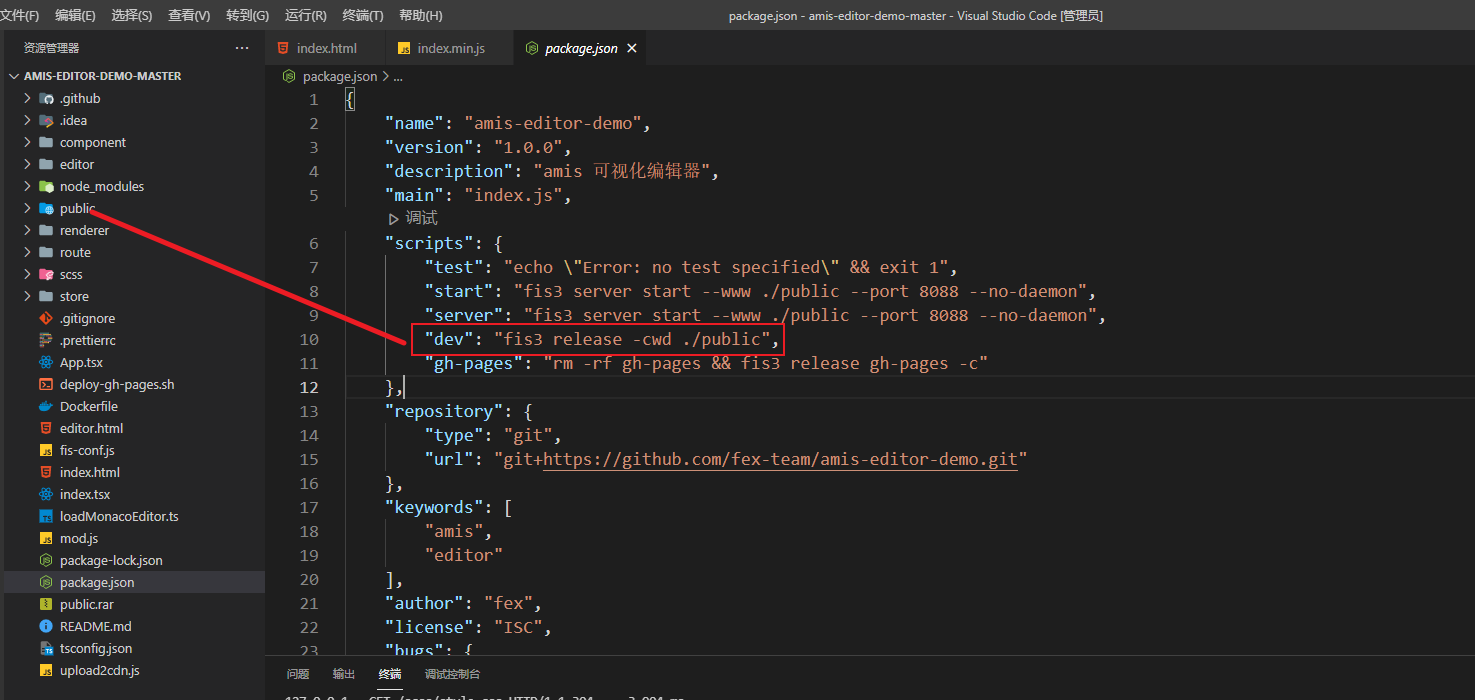 文件(F) 编辑(E) 选择(S) 查看(V) 转到(G) 运行(R) 终端(T) 帮助(H) package.json - amis-editor-demo-master - Visual Studio Code [管理员]
资源管理器 ...
AMIS-EDITOR-DEMO-MASTER
.github
.idea
component
editor
node_modules
public
renderer
route
scss
store
.gitignore
.prettierrc
App.tsx
deploy-gh-pages.sh
Dockerfile
editor.html
fis-conf.js
index.html
index.tsx
loadMonacoEditor.ts
mod.js
package-lock.json
package.json
public.rar
README.md
tsconfig.json
upload2cdn.js
index.html index.min.js package.json
package.json > ...
1 {
2 "name": "amis-editor-demo",
3 "version": "1.0.0",
4 "description": "amis 可视化编辑器",
5 "main": "index.js",
调试
6 "scripts": {
7 "test": "echo \"Error: no test specified\" && exit 1",
8 "start": "fis3 server start --www ./public --port 8088 --no-daemon",
9 "server": "fis3 server start --www ./public --port 8088 --no-daemon",
10 "dev": "fis3 release -cwd ./public",
11 "gh-pages": "rm -rf gh-pages && fis3 release gh-pages -c"
12 },
13 "repository": {
14 "type": "git",
15 "url": "git+https://github.com/fex-team/amis-editor-demo.git"
16 },
17 "keywords": [
18 "amis",
19 "editor"
20 ],
21 "author": "fex",
22 "license": "ISC",
23 "bugs": {
问题 输出 终端 调试控制台